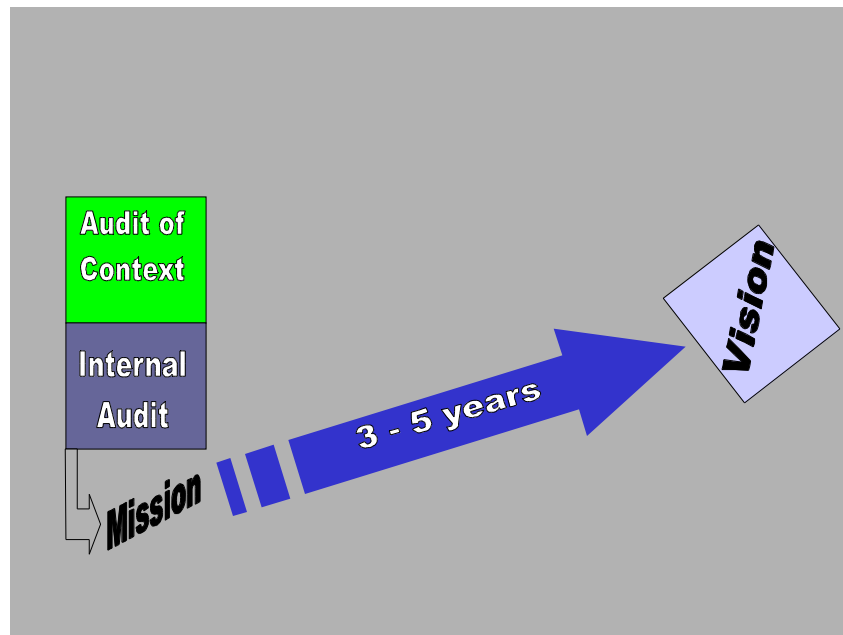 Audit of
Context
Internal
Audit
Mission
3 - 5 years
Vision